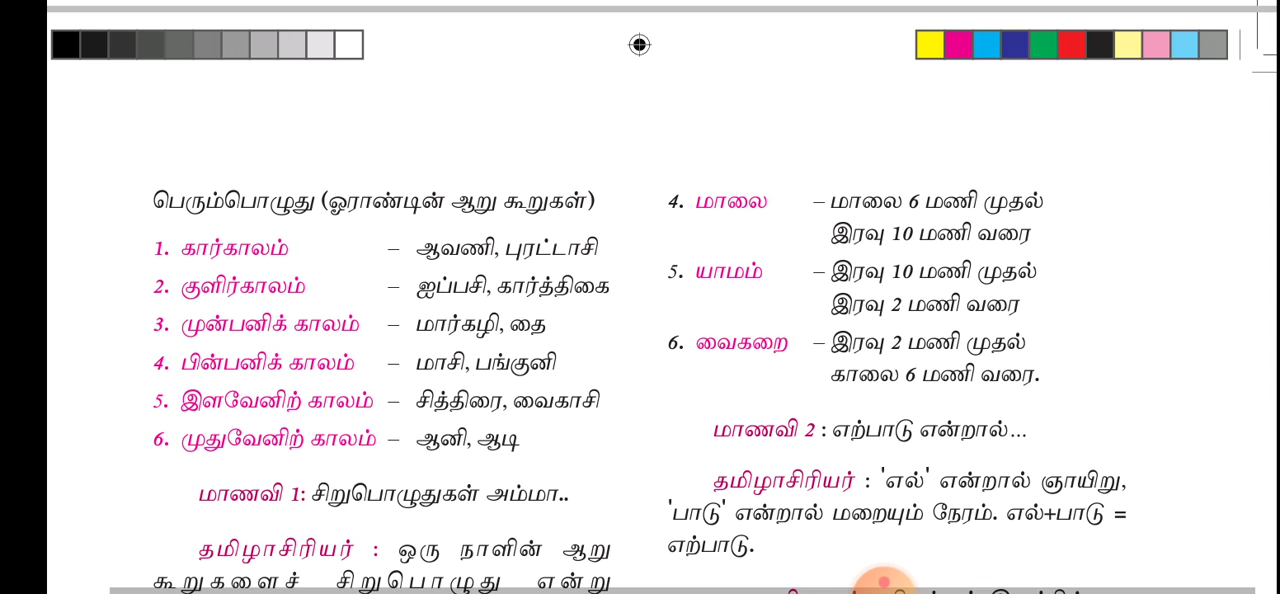 பெரும்பொழுது (ஓராண்டின் ஆறு கூறுகள்)
1. கார்காலம் – ஆவணி, புரட்டாசி
2. குளிர்காலம் – ஐப்பசி, கார்த்திகை
3. முன்பனிக் காலம் – மார்கழி, தை
4. பின்பனிக் காலம் – மாசி, பங்குனி
5. இளவேனிற் காலம் – சித்திரை, வைகாசி
6. முதுவேனிற் காலம் – ஆனி, ஆடி
மாணவி 1: சிறுபொழுதுகள் அம்மா..
தமிழாசிரியர் : ஒரு நாளின் ஆறு
கூறுகளைச் சிறுபொழுது என்று
4. மாலை – மாலை 6 மணி முதல்
இரவு 10 மணி வரை
5. யாமம் – இரவு 10 மணி முதல்
இரவு 2 மணி வரை
6. வைகறை – இரவு 2 மணி முதல்
காலை 6 மணி வரை.
மாணவி 2 : எற்பாடு என்றால்...
தமிழாசிரியர் : 'எல்' என்றால் ஞாயிறு,
'பாடு' என்றால் மறையும் நேரம். எல்+பாடு =
எற்பாடு.